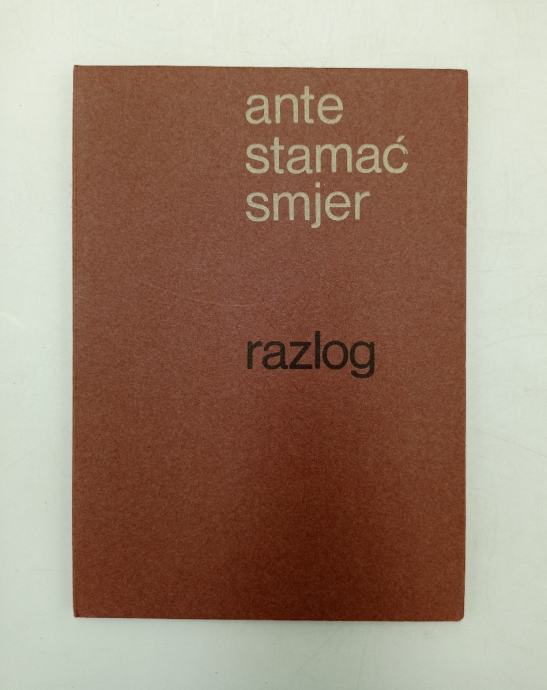 ante
stamać
smjer
razlog